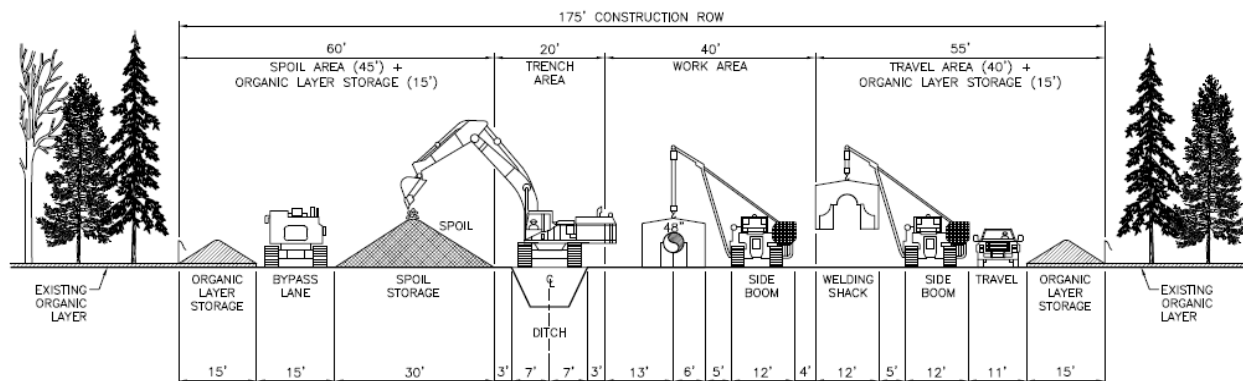 175' CONSTRUCTION ROW
60'
SPOIL AREA (45') +
ORGANIC LAYER STORAGE (15')
20'
TRENCH
AREA
40'
WORK AREA
55'
TRAVEL AREA (40') +
ORGANIC LAYER STORAGE (15')
SPOIL
48"
EXISTING
ORGANIC
LAYER
ORGANIC
LAYER
STORAGE
BYPASS
LANE
SPOIL
STORAGE
℄
DITCH
SIDE
BOOM
WELDING
SHACK
SIDE
BOOM
TRAVEL
ORGANIC
LAYER
STORAGE
EXISTING
ORGANIC
LAYER
15' 15' 30' 3' 7' 7' 3' 13' 6' 5' 12' 4' 12' 5' 12' 11' 15'